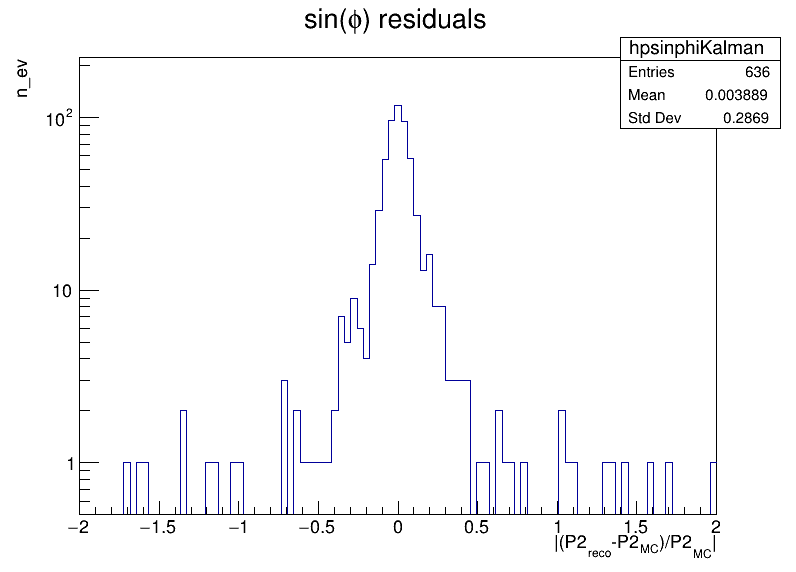 sin(ϕ) residuals
hpsinphiKalman
Entries 636
Mean 0.003889
Std Dev 0.2869
n_ev
10²
10
1
−2 −1.5 −1 −0.5 0 0.5 1 1.5 2
|(P2reco-P2MC)/P2MC|